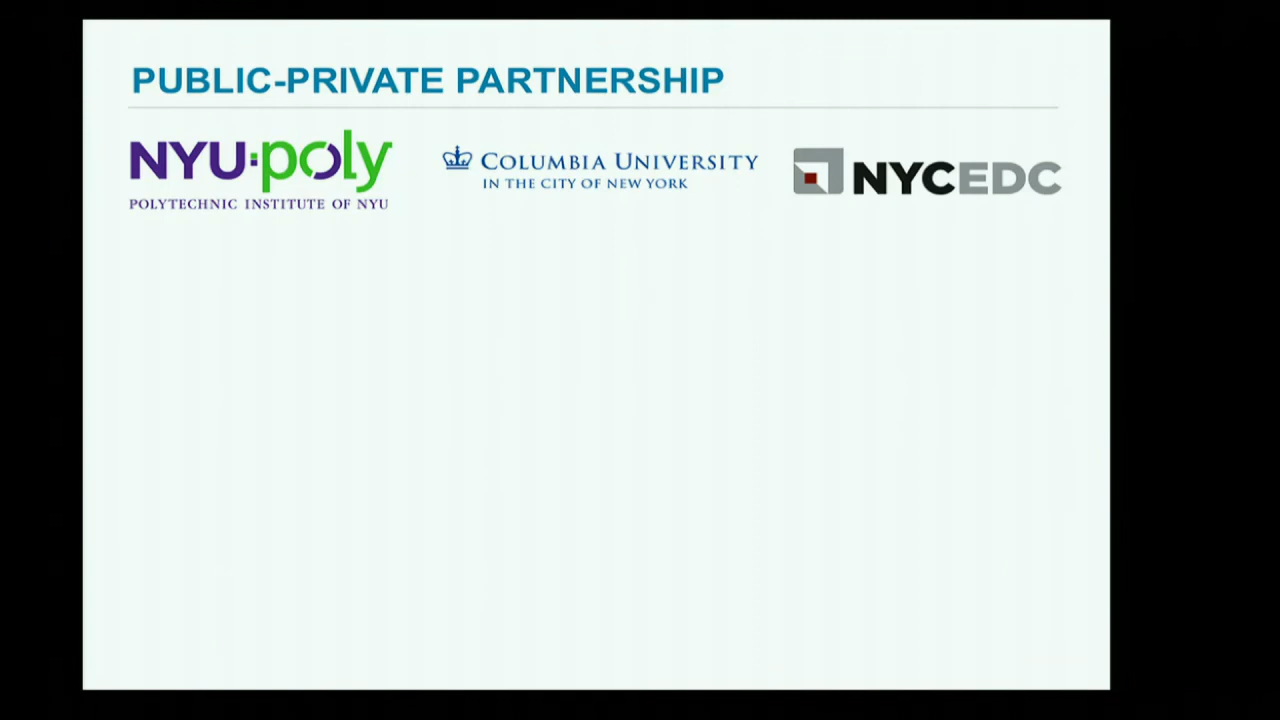 PUBLIC-PRIVATE PARTNERSHIP
NYU:poly
POLYTECHNIC INSTITUTE OF NYU
COLUMBIA UNIVERSITY
IN THE CITY OF NEW YORK
NYCEDC